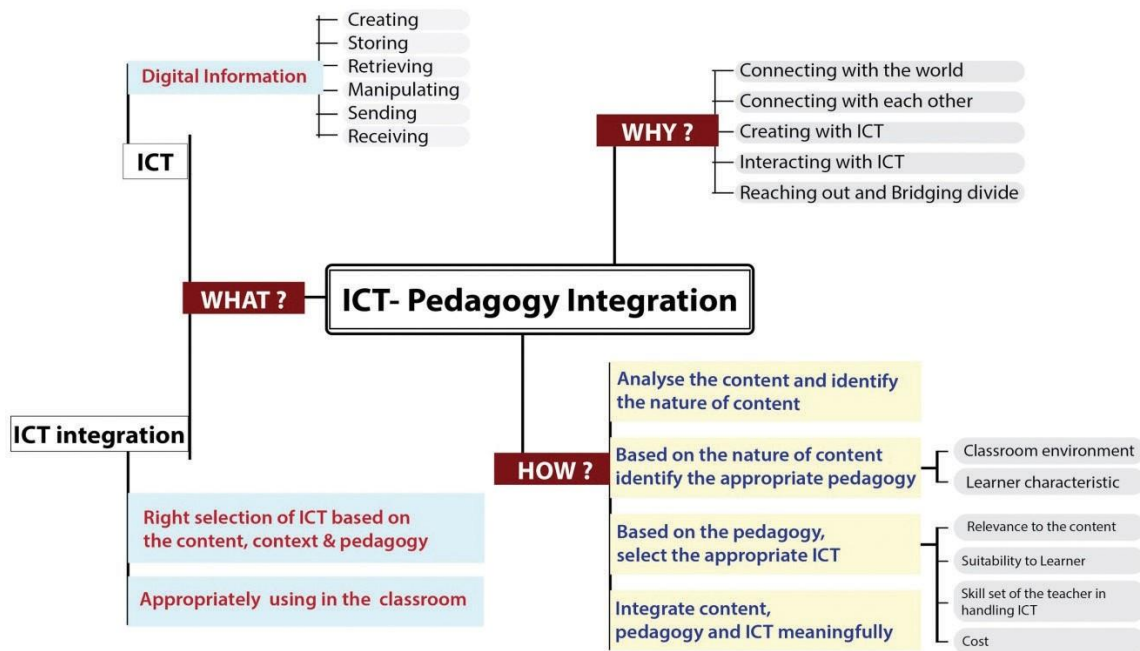 Creating
Storing
Retrieving
Manipulating
Sending
Receiving
Digital Information
ICT
WHAT ?
ICT integration
Right selection of ICT based on
the content, context & pedagogy
Appropriately using in the classroom
ICT- Pedagogy Integration
WHY ?
Connecting with the world
Connecting with each other
Creating with ICT
Interacting with ICT
Reaching out and Bridging divide
HOW ?
Analyse the content and identify
the nature of content
Based on the nature of content
identify the appropriate pedagogy
Classroom environment
Learner characteristic
Based on the pedagogy,
select the appropriate ICT
Relevance to the content
Suitability to Learner
Skill set of the teacher in
handling ICT
Cost
Integrate content,
pedagogy and ICT meaningfully